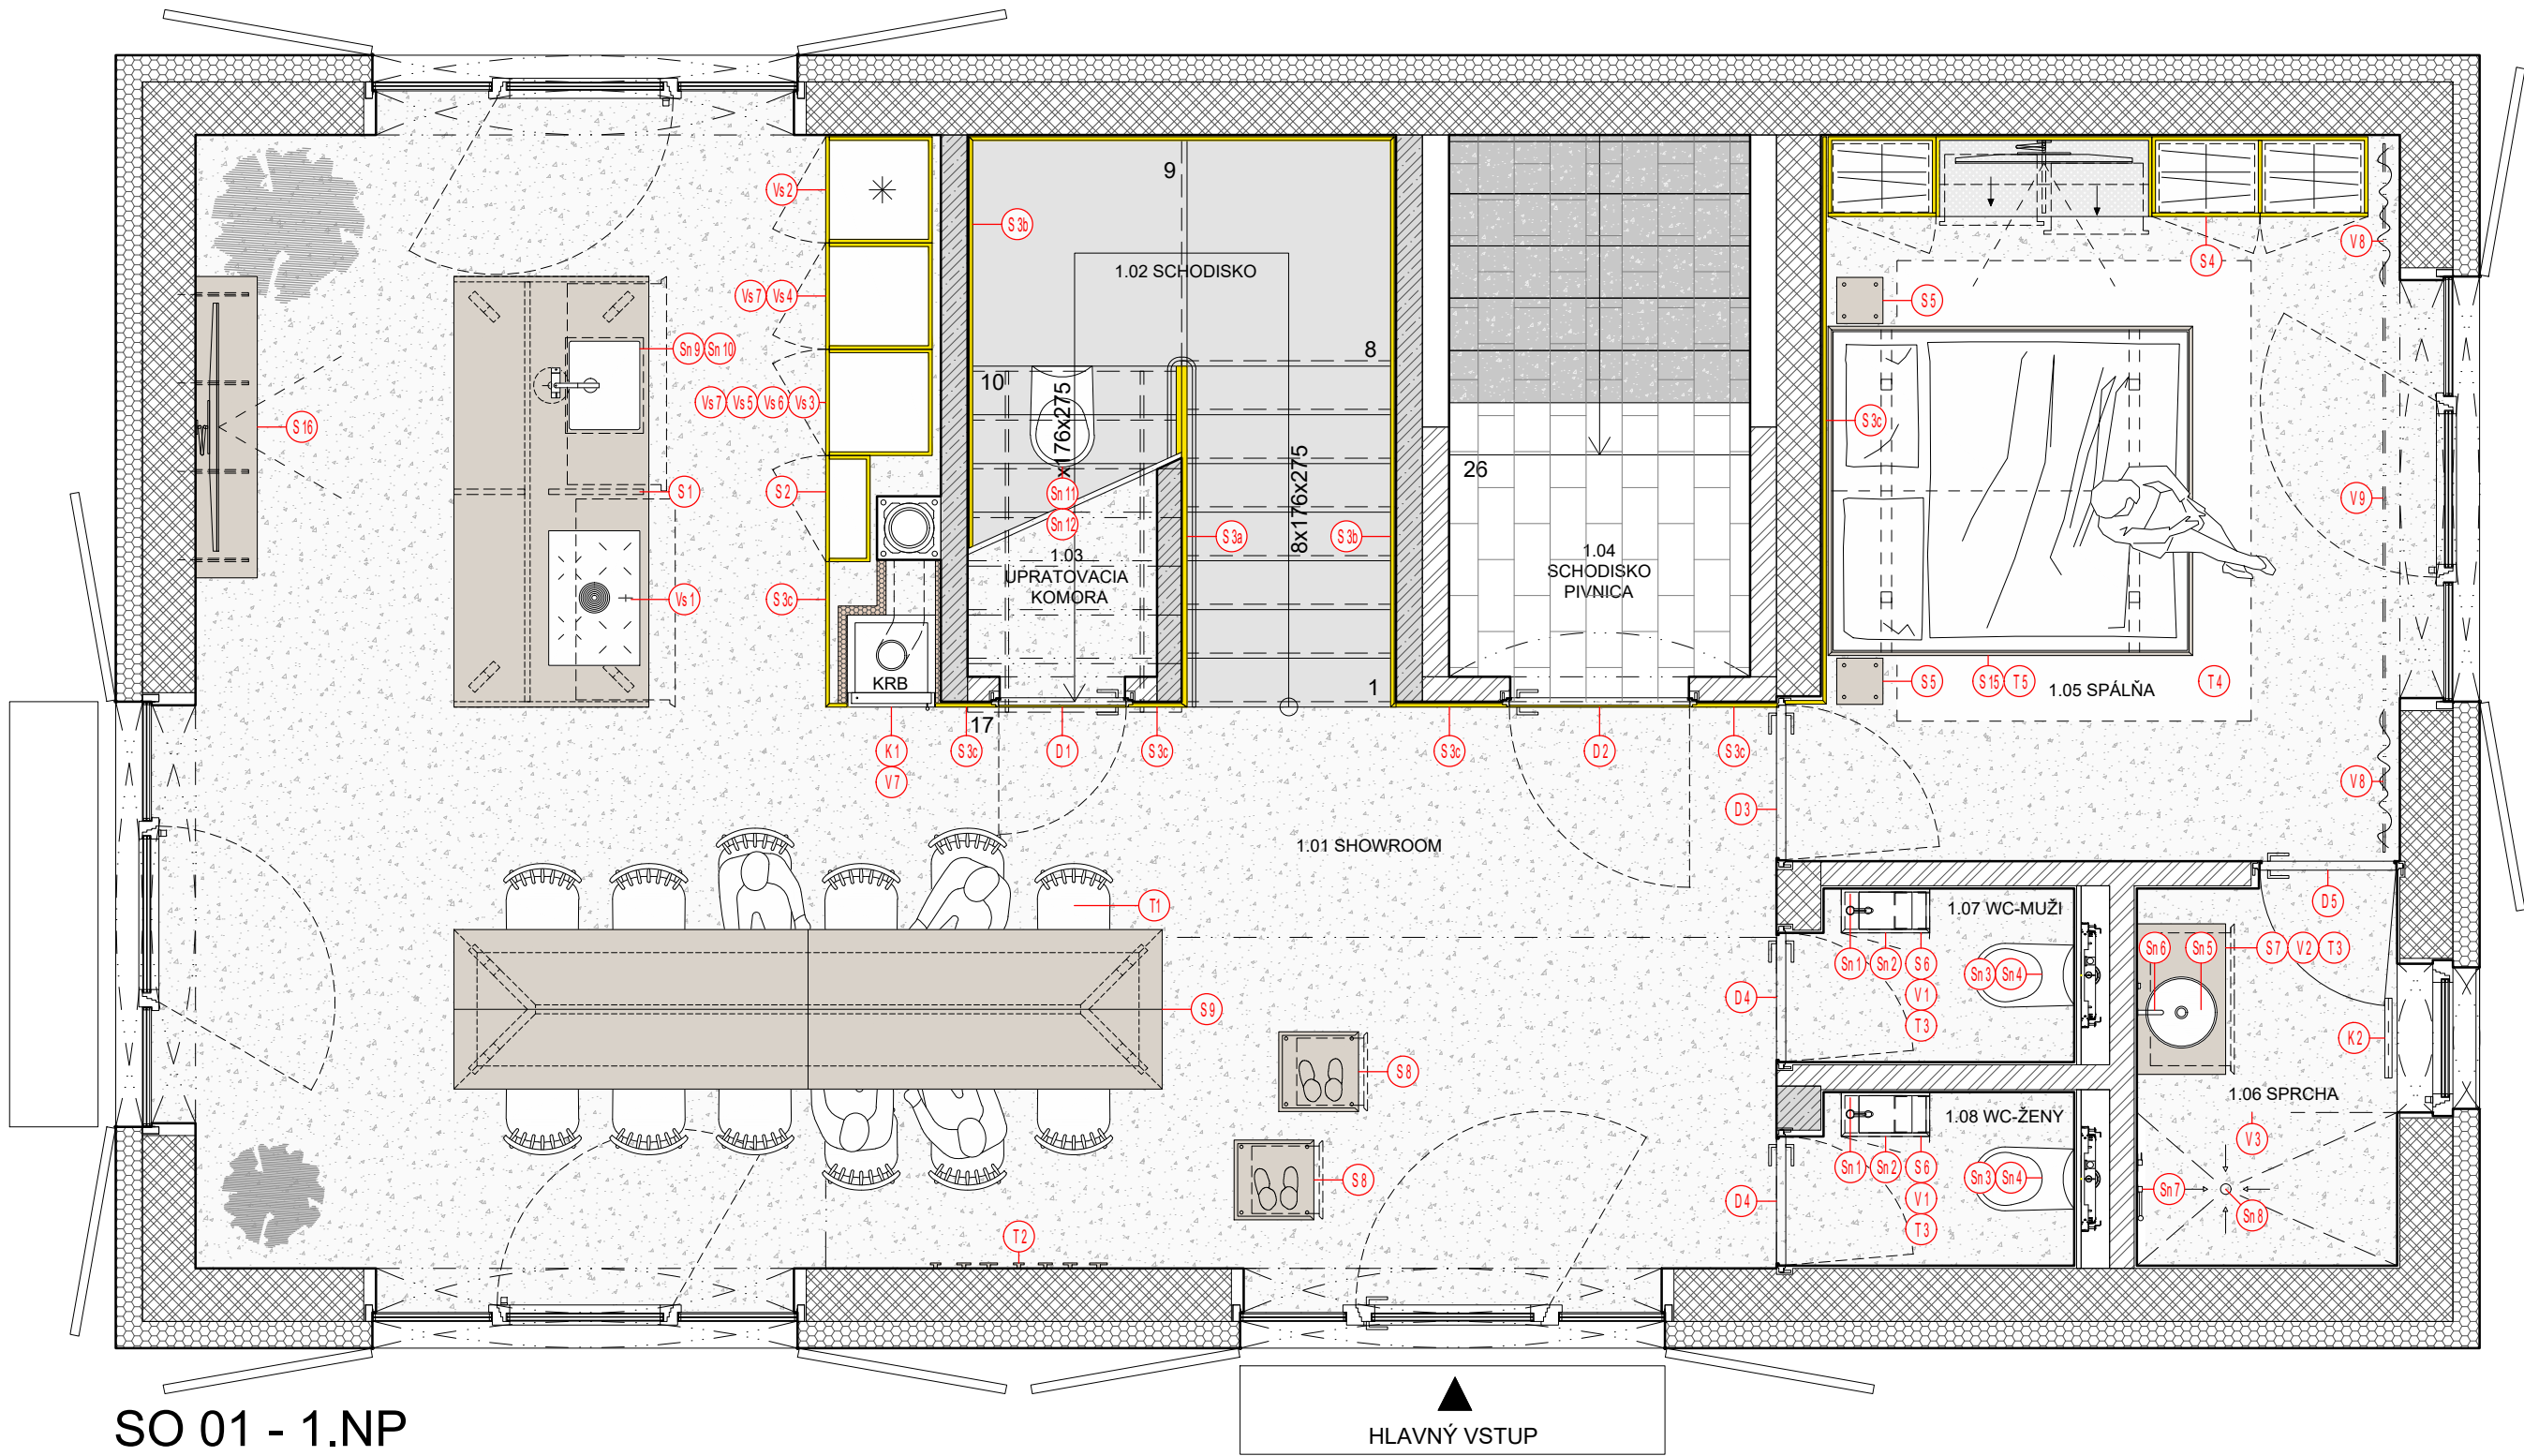 9
Vs 2
S 3b
1.02 SCHODISKO
V 8
S 4
Vs 7 Vs 4
S 5
Sn 9 Sn 10
8
10
Vs 7 Vs 5 Vs 6 Vs 3
x176x275
8x176x275
S 16
S 3c
26
S 1
S 2
Sn 11
V 9
Sn 12
S 3a
S 3b
1.03
UPRATOVACIA
KOMORA
1.04
SCHODISKO
PIVNICA
Vs 1
S 3c
KRB
1
S 5
S 15 T 5
1.05 SPÁLŇA
T 4
17
K 1
S 3c
D 1
S 3c
S 3c
D 2
S 3c
V 7
V 8
D 3
1.01 SHOWROOM
T 1
1.07 WC-MUŽI
D 5
Sn 1 Sn 2 S 6
Sn 3 Sn 4
Sn 6
Sn 5
S 7 V 2 T 3
D 4
V 1
S 9
T 3
K 2
S 8
1.06 SPRCHA
1.08 WC-ŽENY
V 3
Sn 1 Sn 2 S 6
Sn 3 Sn 4
S 8
D 4
V 1
Sn 7
Sn 8
T 3
T 2
SO 01 - 1.NP
HLAVNÝ VSTUP